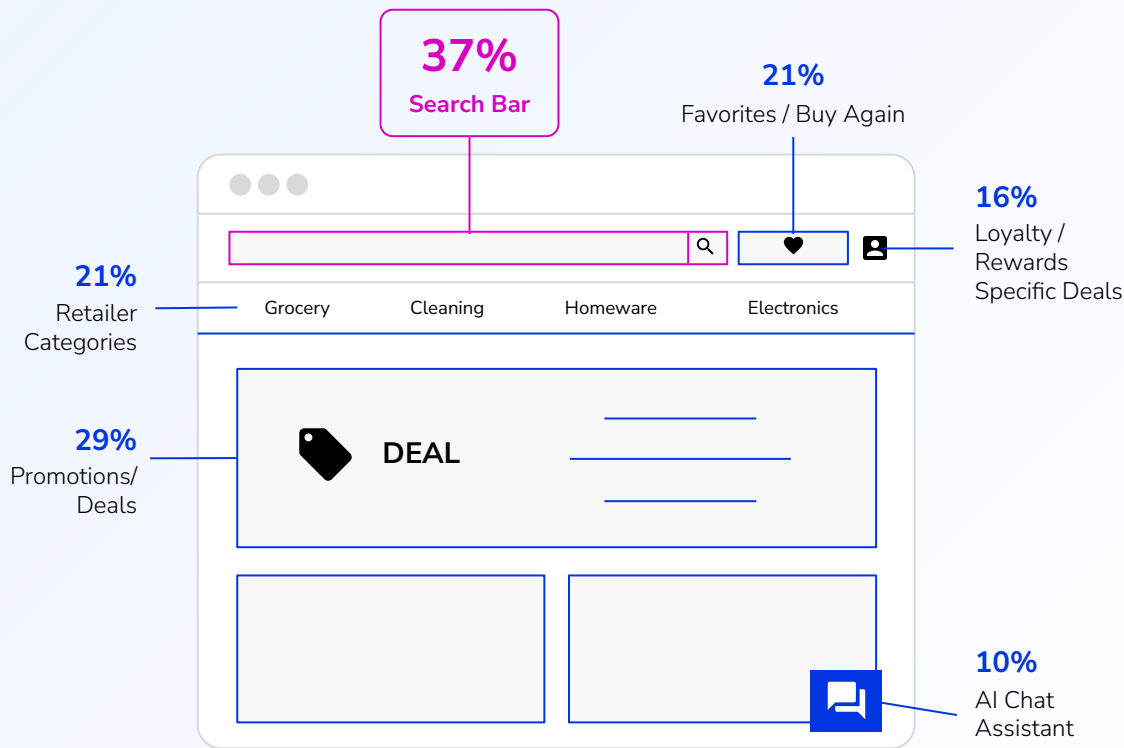 37%
Search Bar
21%
Favorites / Buy Again
16%
Loyalty /
Rewards
Specific Deals
21%
Retailer
Categories
Grocery
Cleaning
Homeware
Electronics
29%
Promotions/
Deals
DEAL
10%
AI Chat
Assistant